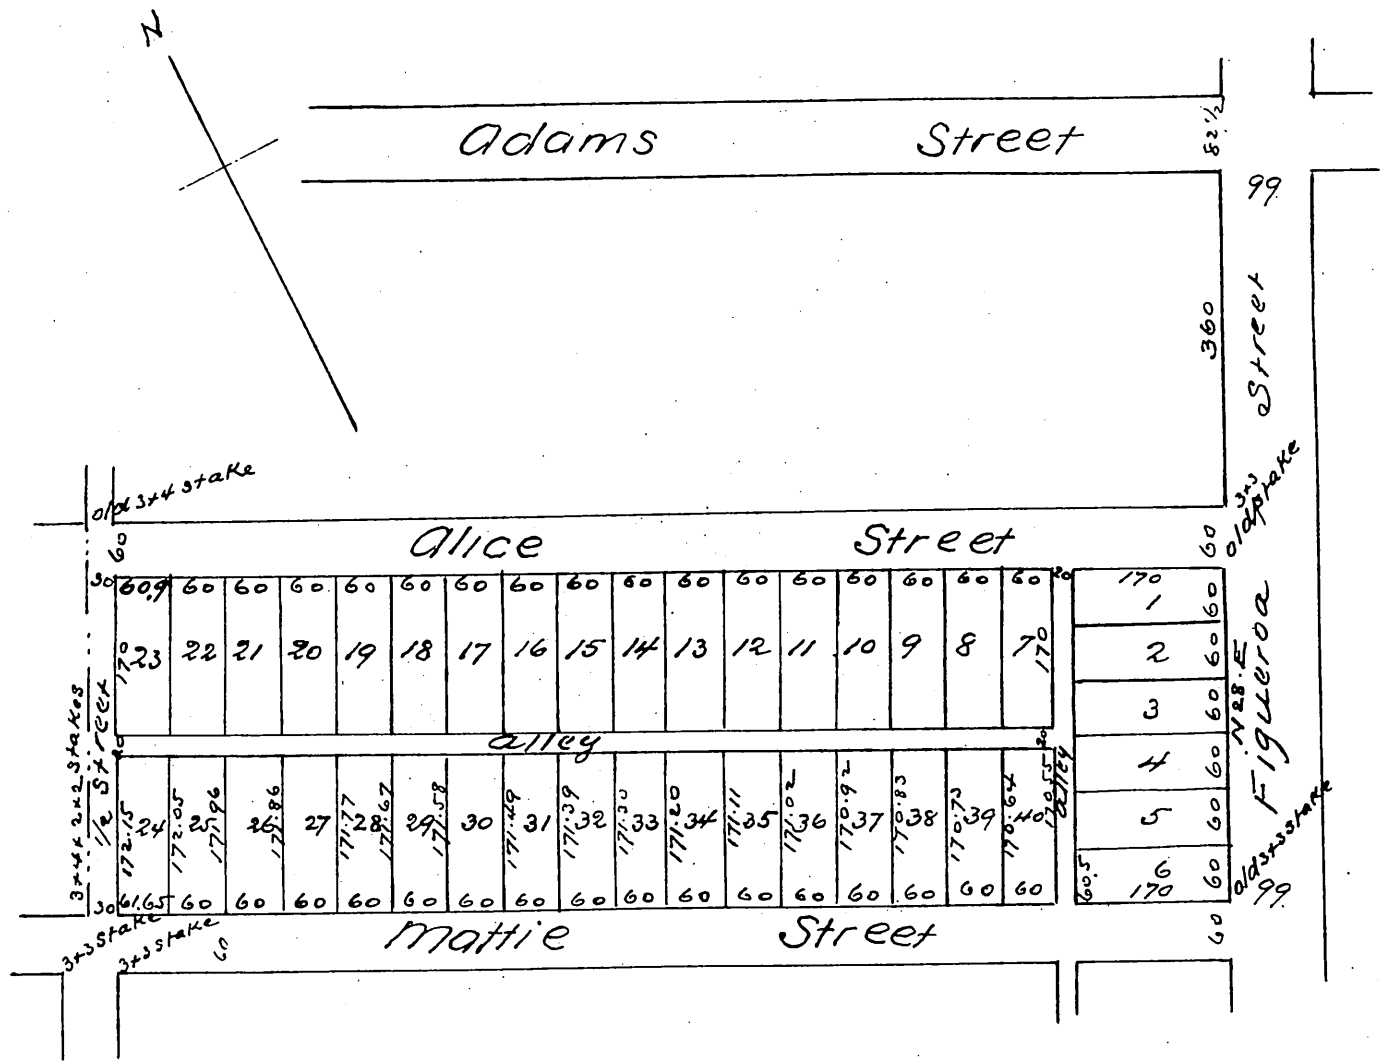 N
Adams Street
82 1/2
99
360
Street
old 3x4 stake
3x3
old P stake
60
Alice Street
60
30 60.9 60 60 60 60 60 60 60 60 60 60 60 60 60 60 60 60 20
170 23 22 21 20 19 18 17 16 15 14 13 12 11 10 9 8 7 170
170
1 60
2 60
3 60
4 60
5 60
6 60
60.5 170
N 28. E
Figueroa
3x4x2x2 Stakes
1/2 Street
20 alley 20
alley
172.15 24 172.05 25 171.96 26 171.86 27 171.77 28 171.67 29 171.58 30 171.49 31 171.39 32 171.30 33 171.20 34 171.11 35 171.02 36 170.92 37 170.83 38 170.73 39 170.64 40 170.55
30 61.65 60 60 60 60 60 60 60 60 60 60 60 60 60 60 60 60
old 3x3 stake
99
3x3 Stake
3x3 stake
60
Mattie Street
60